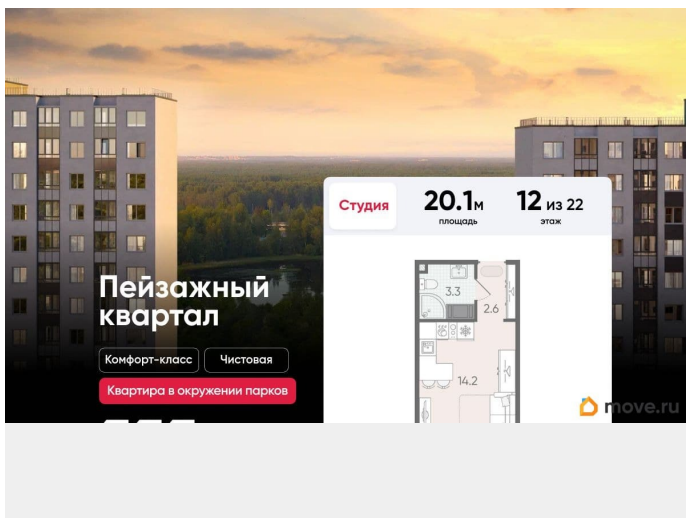 Студия
20.1м
площадь
12 из 22
этаж
3.3
2.6
14.2
Пейзажный
квартал
Комфорт-класс
Чистовая
Квартира в окружении парков
move.ru